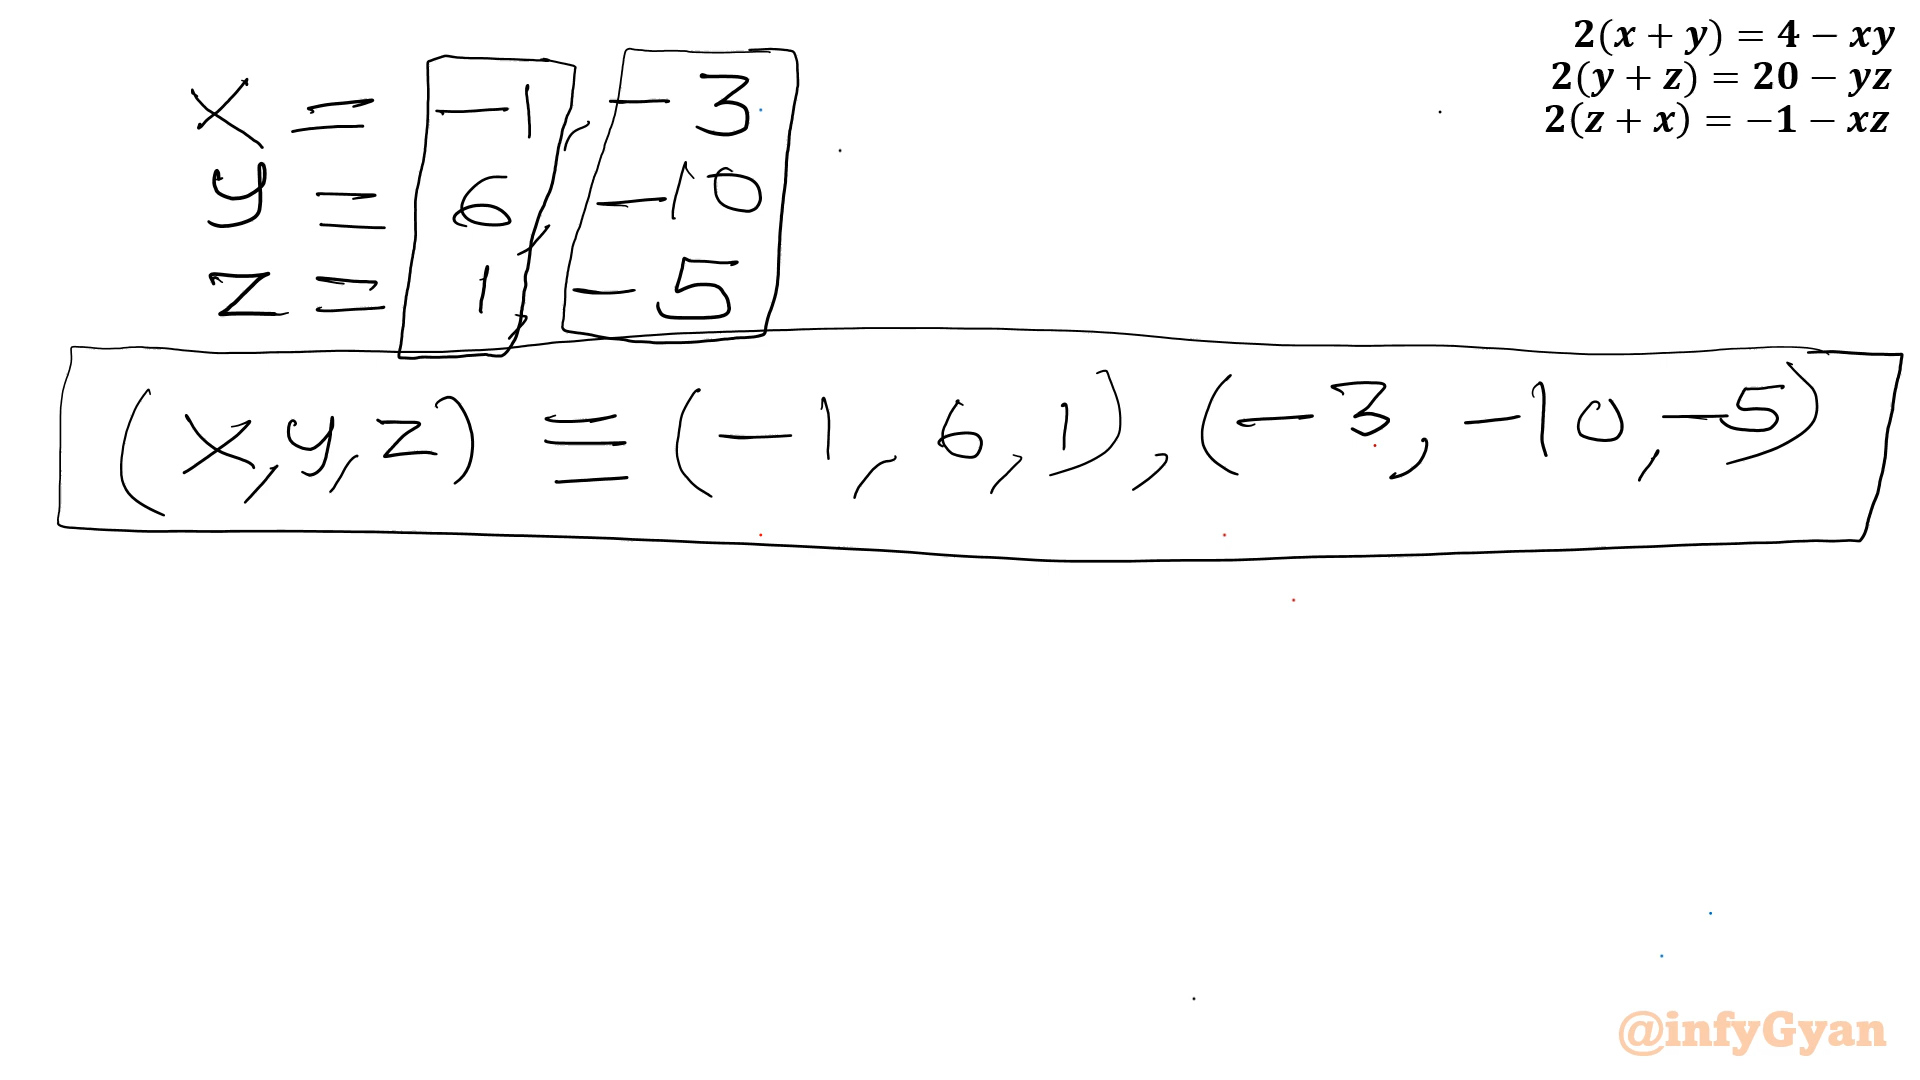 2(x + y) = 4 − xy
2(y + z) = 20 − yz
2(z + x) = −1 − xz
x = −1, −3
y = 6, −10
z = 1, −5
(x, y, z) ≡ (−1, 6, 1), (−3, −10, −5)
@infyGyan